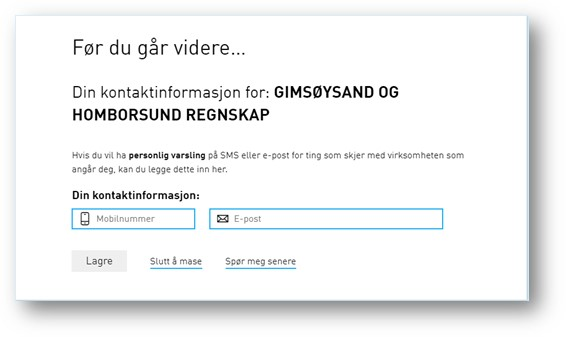 Før du går videre...
Din kontaktinformasjon for: GIMSØYSAND OG
HOMBORSUND REGNSKAP
Hvis du vil ha personlig varsling på SMS eller e-post for ting som skjer med virksomheten som
angår deg, kan du legge dette inn her.
Din kontaktinformasjon:
Mobilnummer E-post
Lagre Slutt å mase Spør meg senere